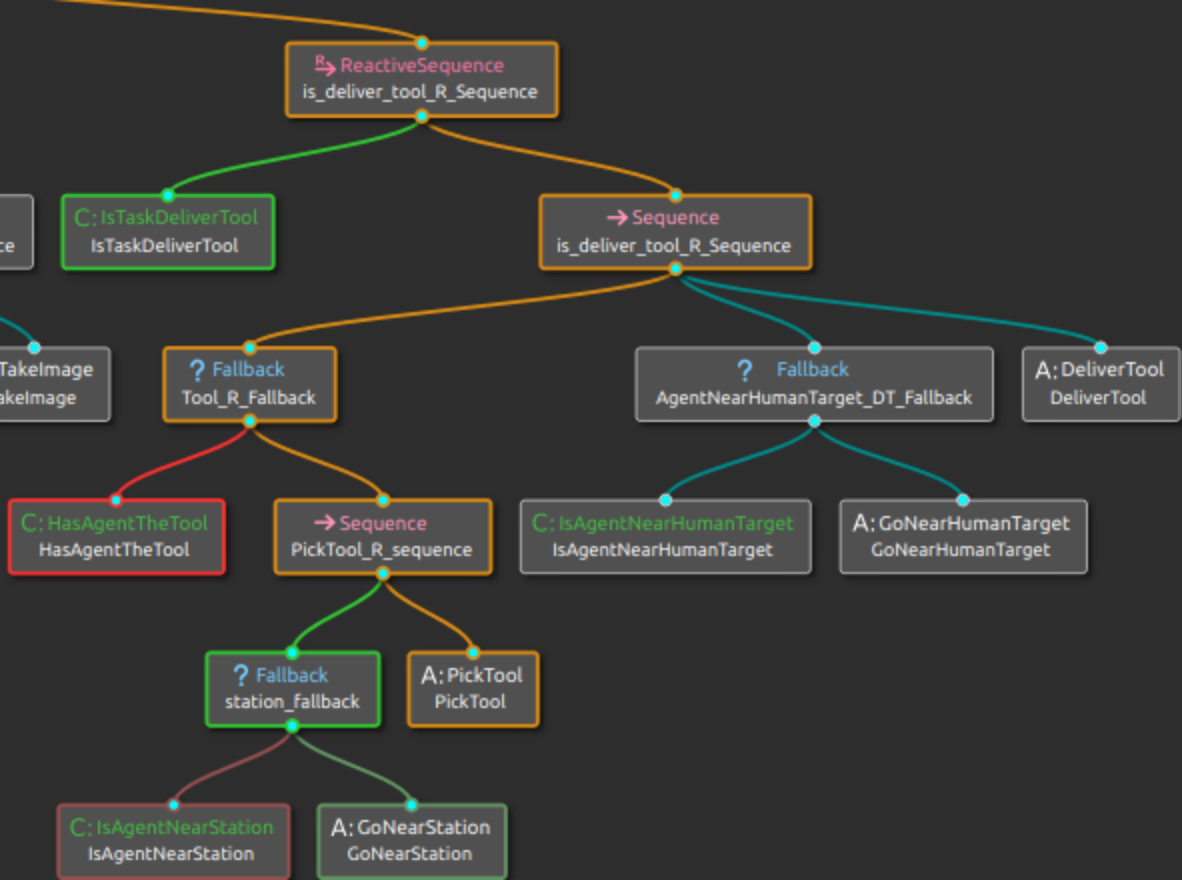 R ReactiveSequence
is_deliver_tool_R_Sequence
C: IsTaskDeliverTool
IsTaskDeliverTool
Sequence
is_deliver_tool_R_Sequence
ce
TakeImage
akeImage
? Fallback
Tool_R_Fallback
? Fallback
AgentNearHumanTarget_DT_Fallback
A: DeliverTool
DeliverTool
C: HasAgentTheTool
HasAgentTheTool
Sequence
PickTool_R_sequence
C: IsAgentNearHumanTarget
IsAgentNearHumanTarget
A: GoNearHumanTarget
GoNearHumanTarget
? Fallback
station_fallback
A: PickTool
PickTool
C: IsAgentNearStation
IsAgentNearStation
A: GoNearStation
GoNearStation